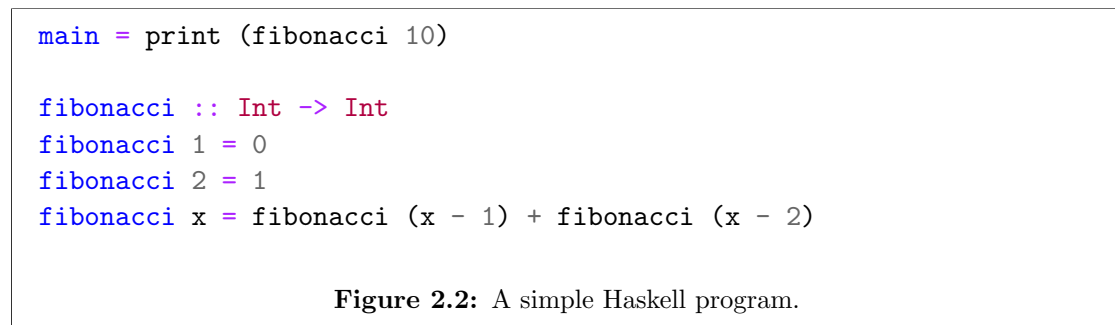 main = print (fibonacci 10)
fibonacci :: Int -> Int
fibonacci 1 = 0
fibonacci 2 = 1
fibonacci x = fibonacci (x - 1) + fibonacci (x - 2)
Figure 2.2: A simple Haskell program.